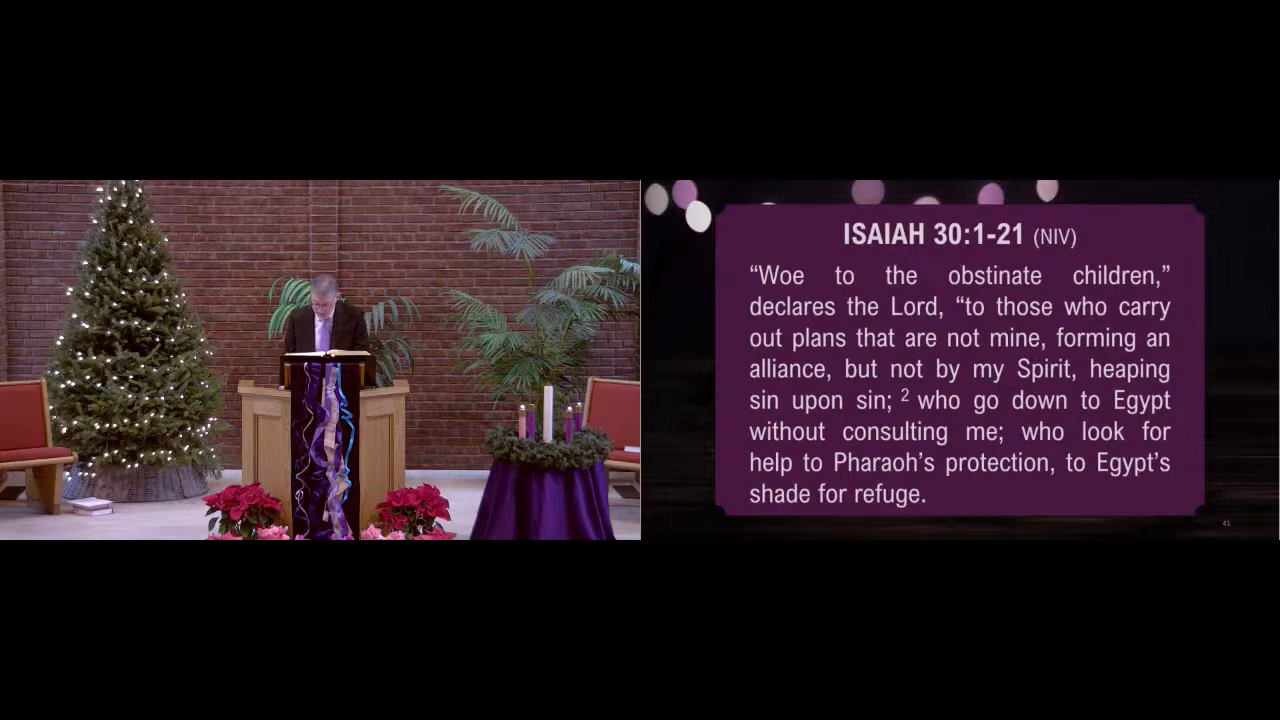 ISAIAH 30:1-21 (NIV)
“Woe to the obstinate children,”
declares the Lord, “to those who carry
out plans that are not mine, forming an
alliance, but not by my Spirit, heaping
sin upon sin; ² who go down to Egypt
without consulting me; who look for
help to Pharaoh’s protection, to Egypt’s
shade for refuge.
41